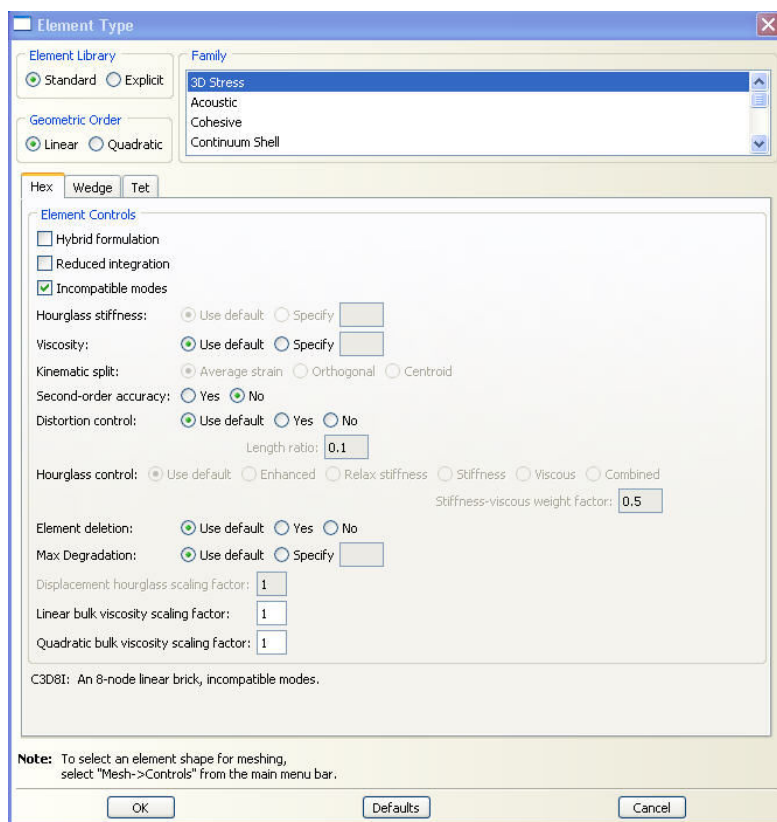 Element Type
Element Library
Standard Explicit
Geometric Order
Linear Quadratic
Family
3D Stress
Acoustic
Cohesive
Continuum Shell
Hex Wedge Tet
Element Controls
Hybrid formulation
Reduced integration
Incompatible modes
Hourglass stiffness: Use default Specify
Viscosity: Use default Specify
Kinematic split: Average strain Orthogonal Centroid
Second-order accuracy: Yes No
Distortion control: Use default Yes No
Length ratio: 0.1
Hourglass control: Use default Enhanced Relax stiffness Stiffness Viscous Combined
Stiffness-viscous weight factor: 0.5
Element deletion: Use default Yes No
Max Degradation: Use default Specify
Displacement hourglass scaling factor: 1
Linear bulk viscosity scaling factor: 1
Quadratic bulk viscosity scaling factor: 1
C3D8I: An 8-node linear brick, incompatible modes.
Note: To select an element shape for meshing,
select "Mesh->Controls" from the main menu bar.
OK Defaults Cancel